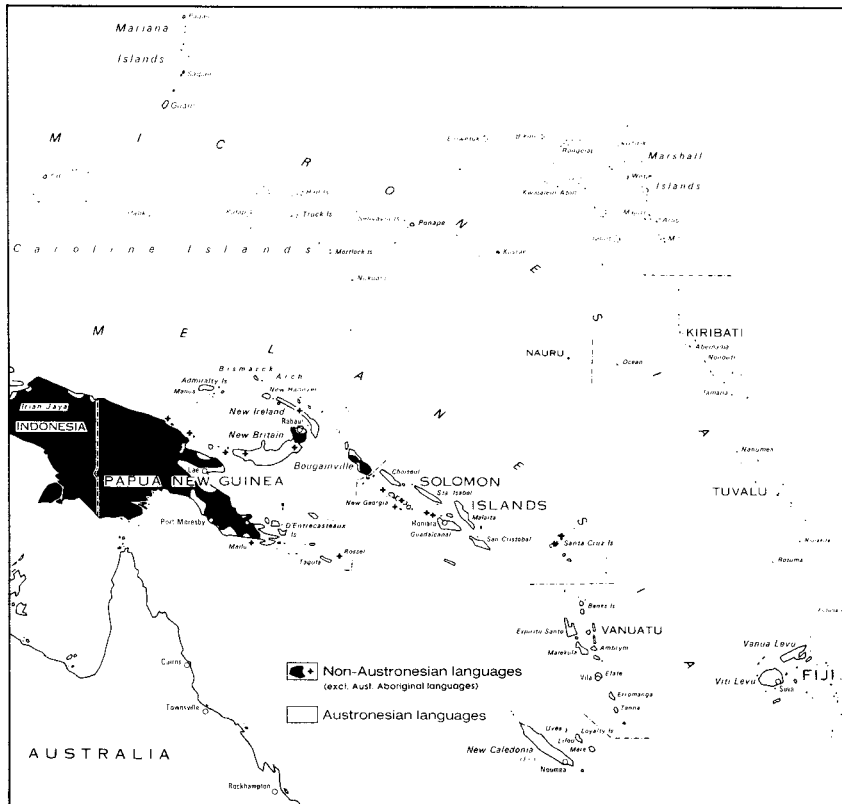 Mariana
Islands
Saipan
Guam
M I C R O N E S I A
Marshall
Islands
Rongelap
Kwajalein Atoll
Truk Is
Ponape
Kusaie
Caroline Islands
Mortlock Is
M E L A N E S I A
KIRIBATI
NAURU
Ocean
Bismarck
Arch
Admiralty Is
Manus
New Hanover
New Ireland
Rabaul
New Britain
Irian Jaya
INDONESIA
Bougainville
Choiseul
Lae
PAPUA NEW GUINEA
SOLOMON
ISLANDS
Sta Isabel
New Georgia
Malaita
Honiara
Guadalcanal
San Cristobal
Santa Cruz Is
Port Moresby
D'Entrecasteaux
Is
Mailu
Tagula
Rossel
Nanumea
TUVALU
Rotuma
Banks Is
Espiritu Santo
VANUATU
Ambrym
Malekula
Vila
Efate
Erromanga
Tanna
Vanua Levu
Viti Levu
FIJI
Suva
Cairns
Townsville
Non-Austronesian languages
(excl. Aust. Aboriginal languages)
Austronesian languages
Uvea
Loyalty Is
Lifou
Mare
New Caledonia
Noumea
AUSTRALIA
Rockhampton